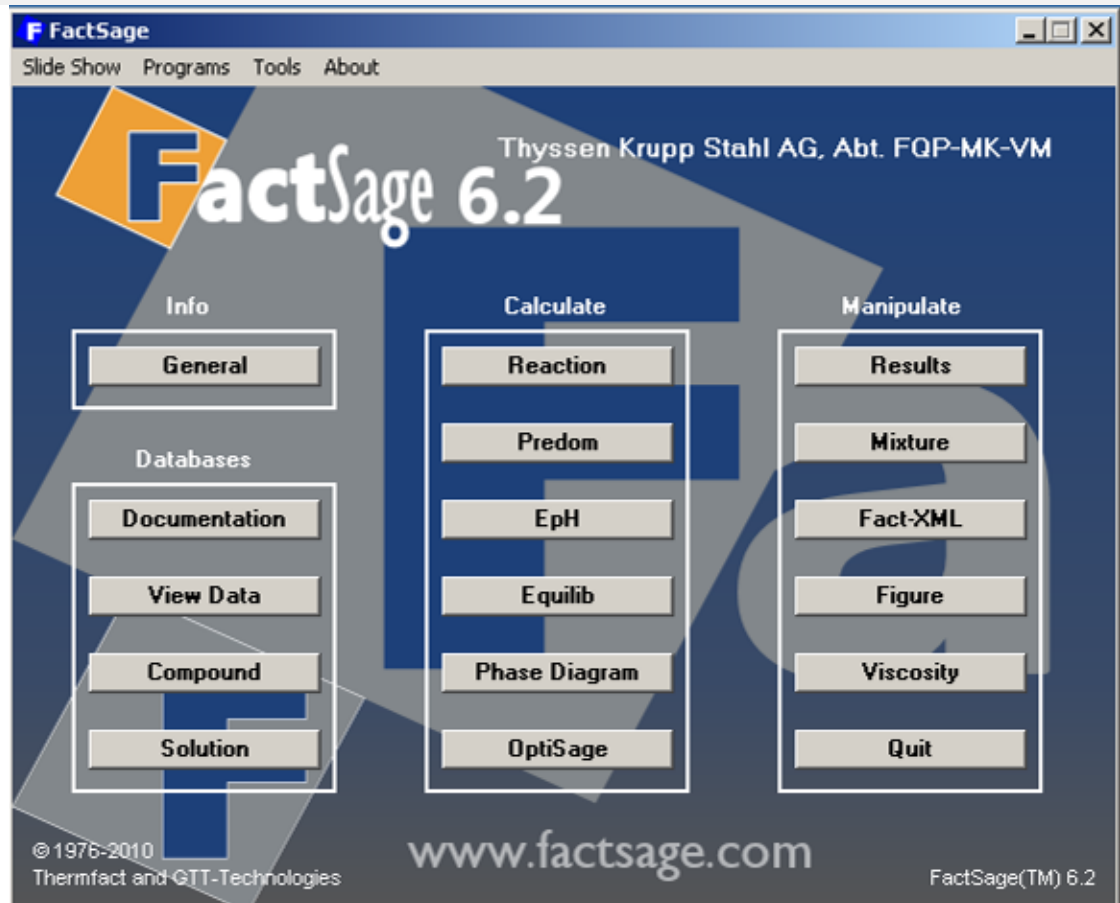 FactSage
Slide Show Programs Tools About
FactSage 6.2
Thyssen Krupp Stahl AG, Abt. FQP-MK-VM
Info
General
Databases
Documentation
View Data
Compound
Solution
Calculate
Reaction
Predom
EpH
Equilib
Phase Diagram
OptiSage
Manipulate
Results
Mixture
Fact-XML
Figure
Viscosity
Quit
© 1976-2010
Thermfact and GTT-Technologies
www.factsage.com
FactSage(TM) 6.2